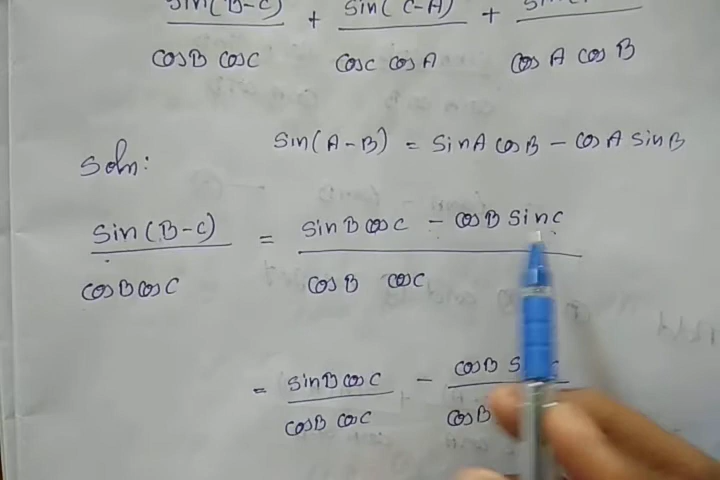 sin(B-C) + sin(C-A) +
cosB cosC cosC cosA cosA cosB
Soln: sin(A-B) = sinA cosB - cosA sinB
sin(B-C) = sinB cosC - cosB sinC
cosB cosC cosB cosC
= sinB cosC - cosB
cosB cosC cosB